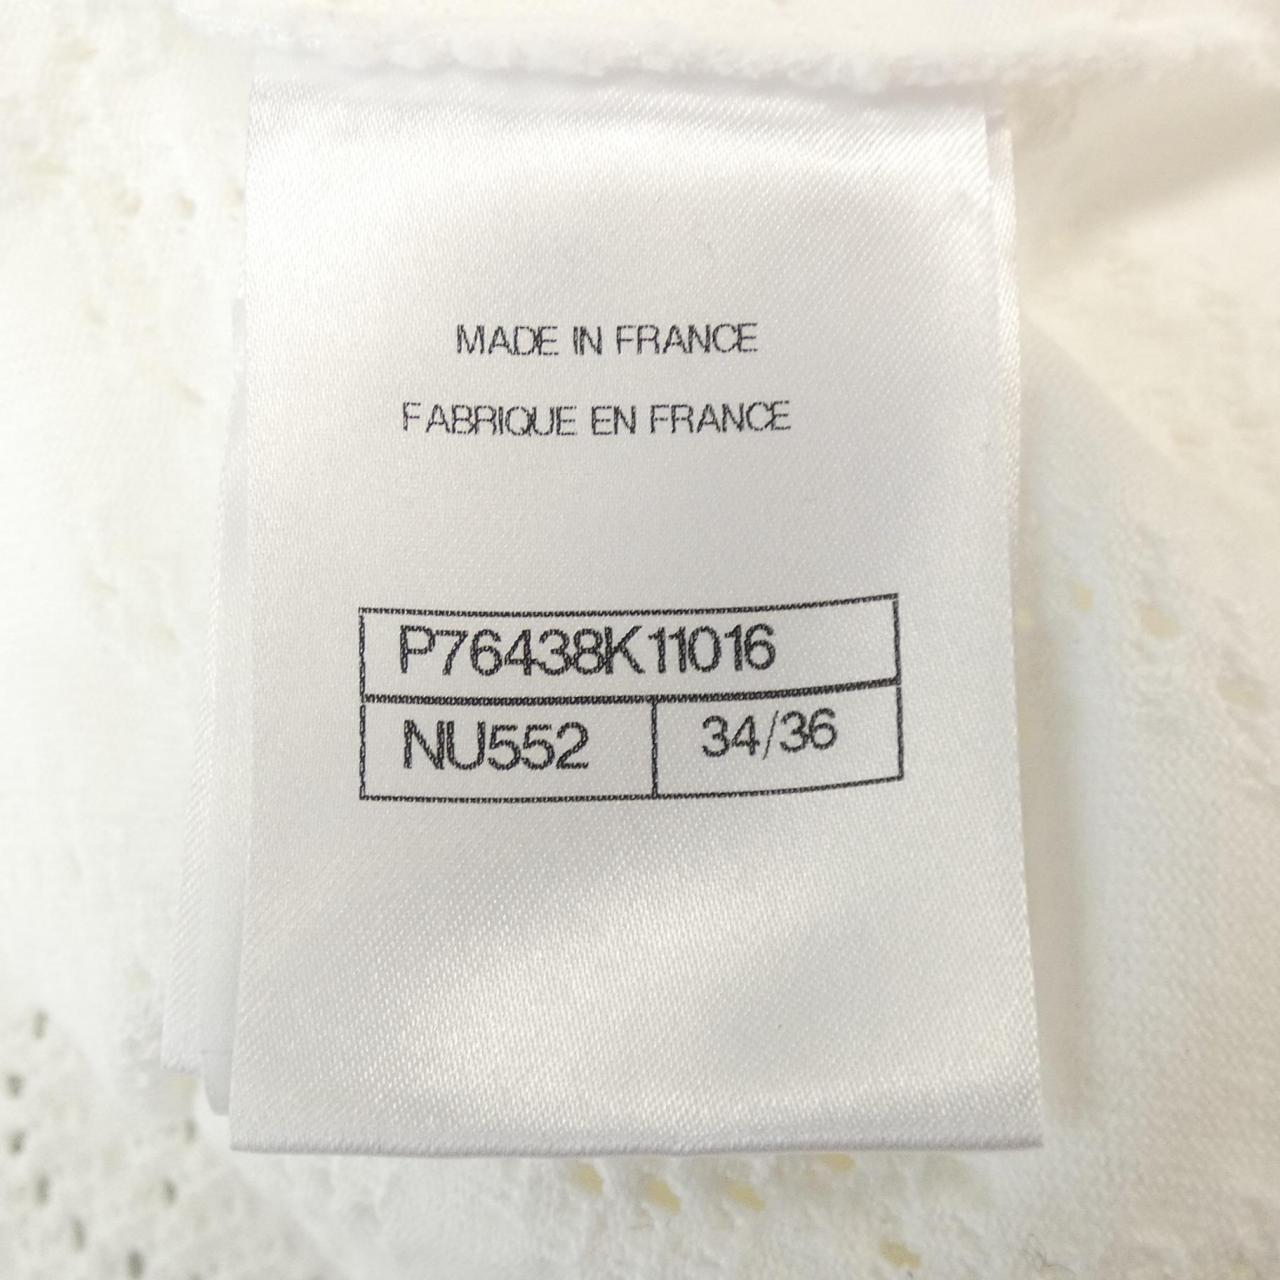 MADE IN FRANCE
FABRIQUE EN FRANCE
P76438K11016
NU552 34/36